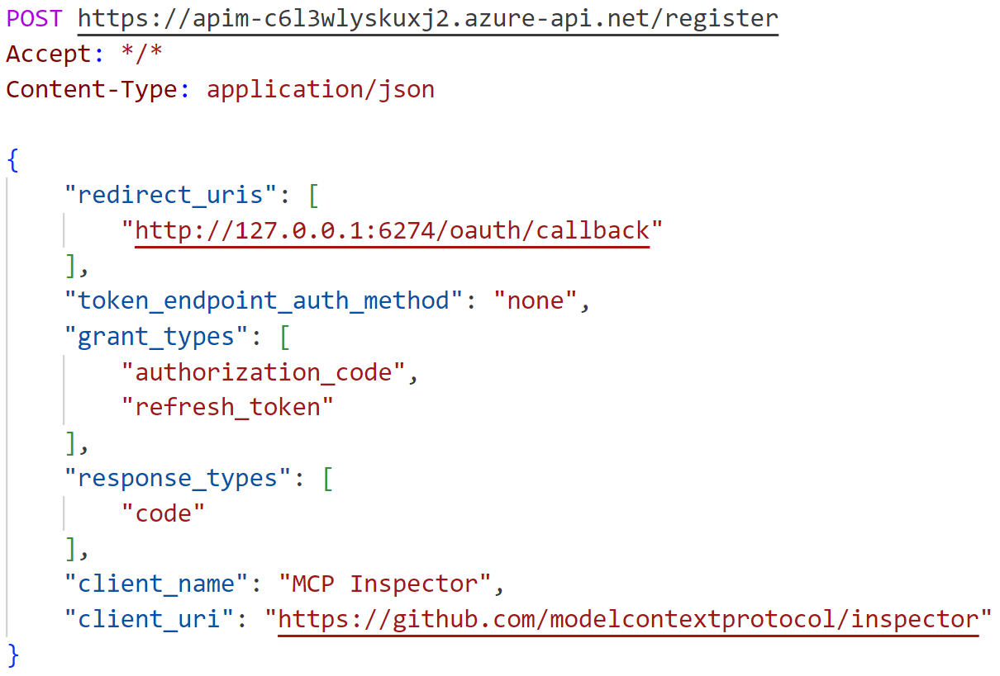 POST https://apim-c6l3wlyskuxj2.azure-api.net/register
Accept: */*
Content-Type: application/json

{
    "redirect_uris": [
        "http://127.0.0.1:6274/oauth/callback"
    ],
    "token_endpoint_auth_method": "none",
    "grant_types": [
        "authorization_code",
        "refresh_token"
    ],
    "response_types": [
        "code"
    ],
    "client_name": "MCP Inspector",
    "client_uri": "https://github.com/modelcontextprotocol/inspector"
}